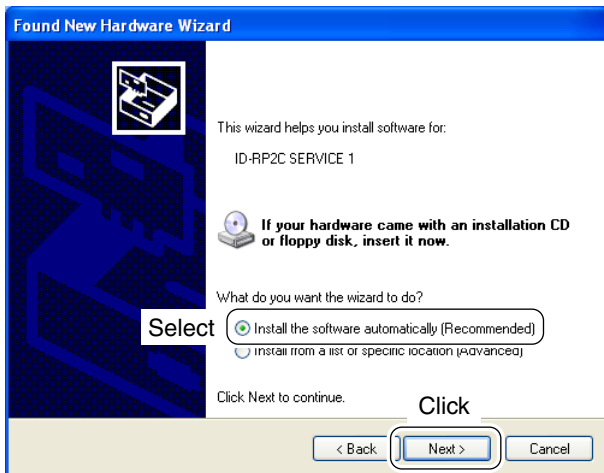 Found New Hardware Wizard
This wizard helps you install software for:
ID-RP2C SERVICE 1
If your hardware came with an installation CD
or floppy disk, insert it now.
What do you want the wizard to do?
Select
Install the software automatically (Recommended)
Install from a list or specific location (Advanced)
Click Next to continue.
Click
< Back
Next >
Cancel